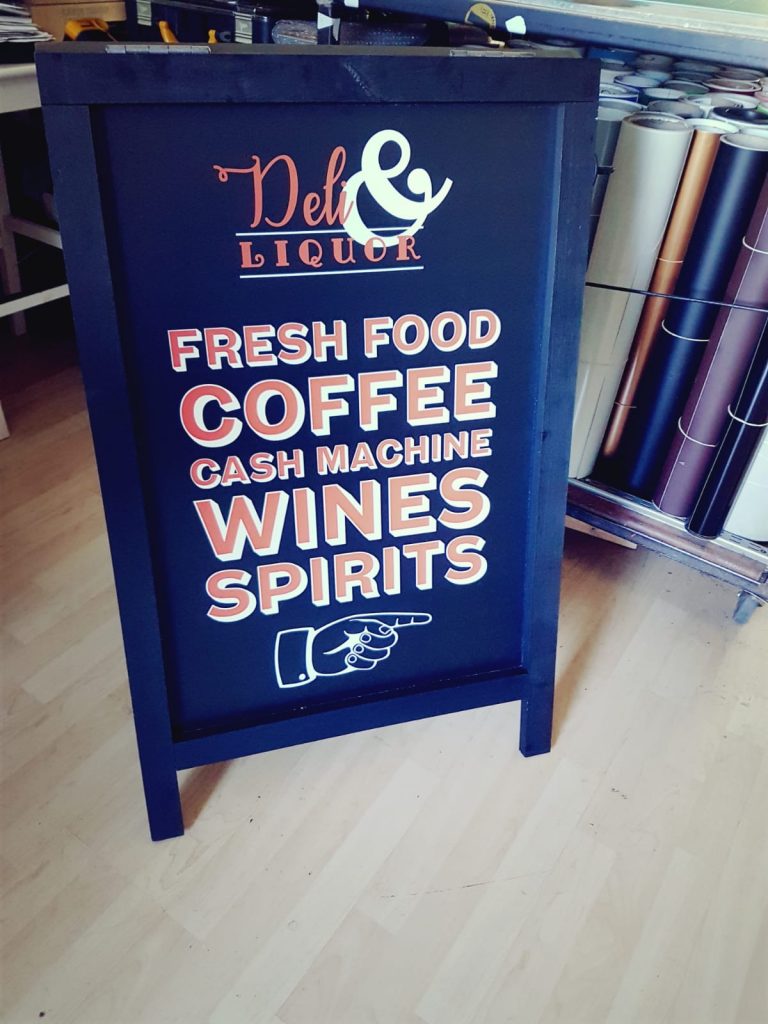 Deli &
LIQUOR
FRESH FOOD
COFFEE
CASH MACHINE
WINES
SPIRITS